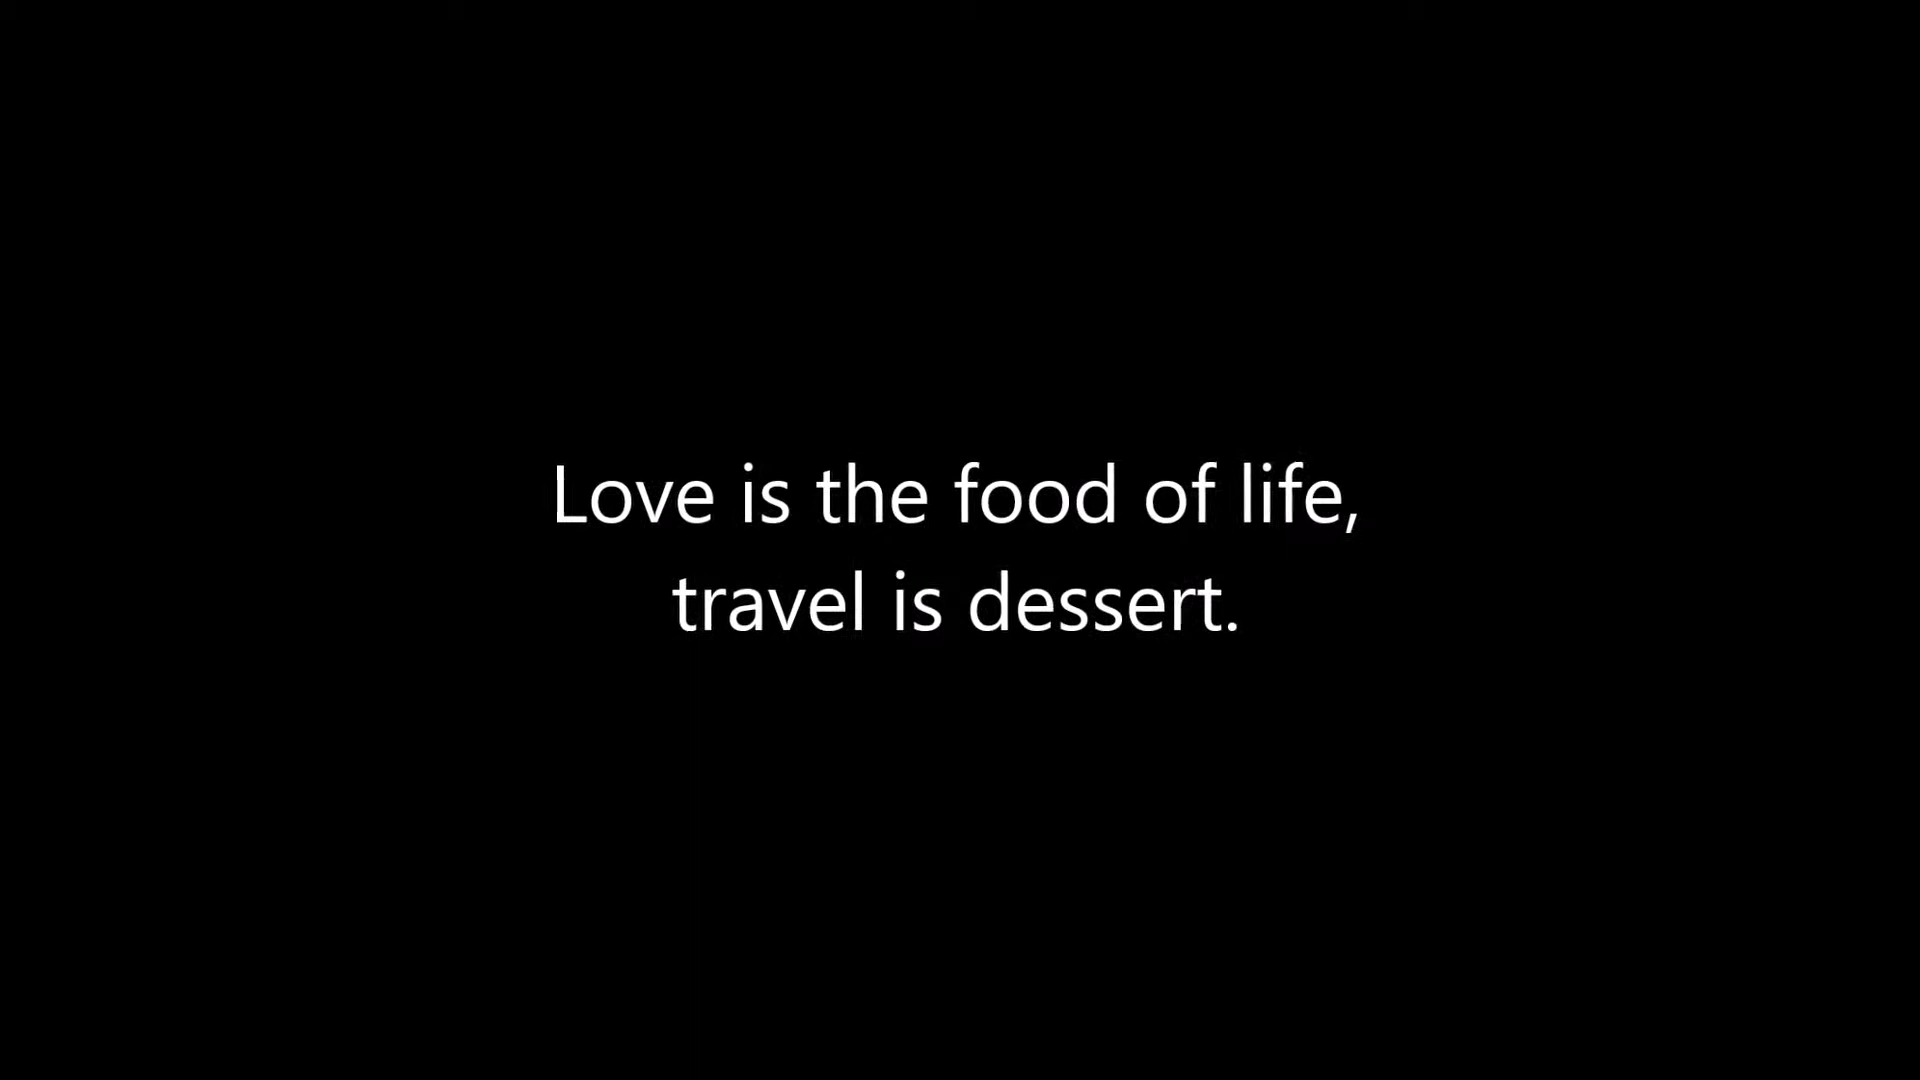 Love is the food of life,
travel is dessert.